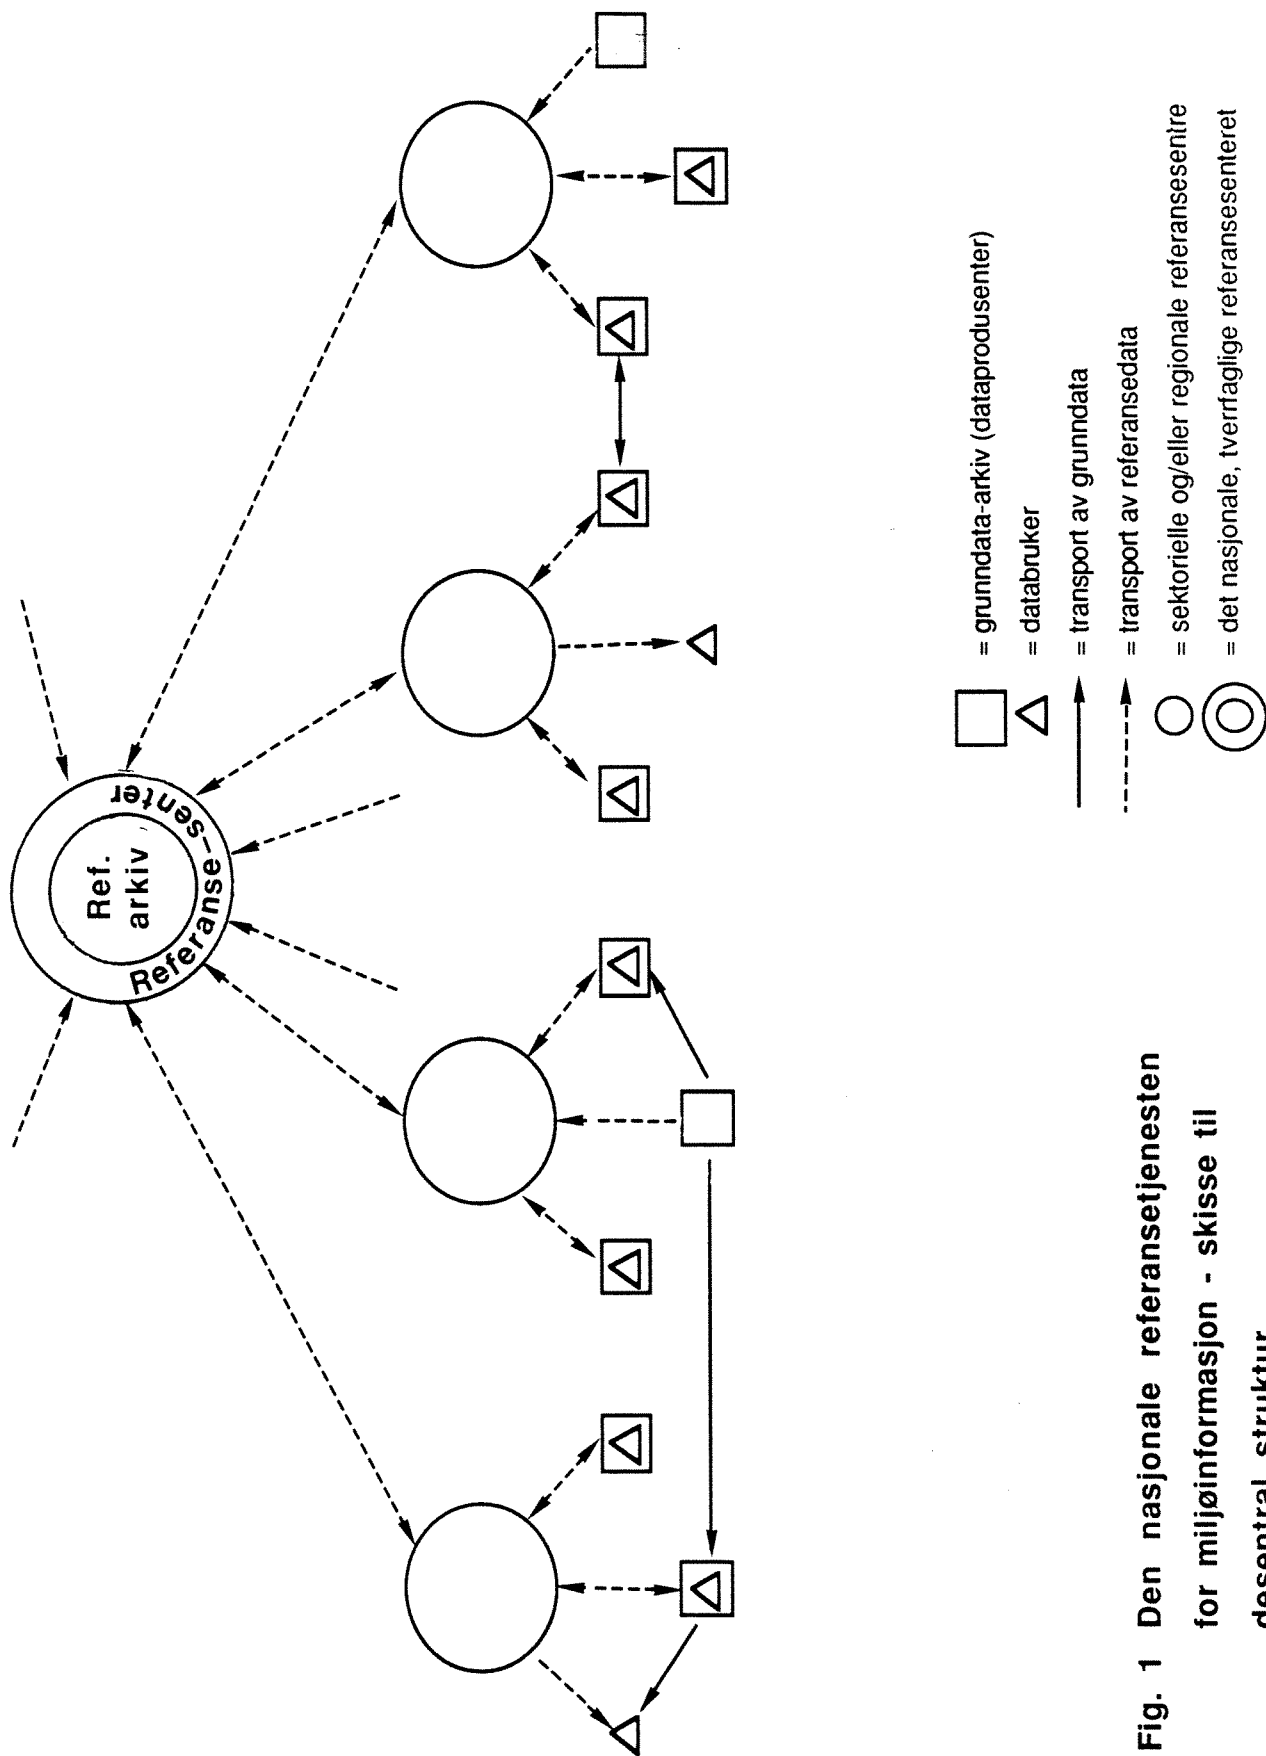 Ref.
arkiv
Referanse-senter
= grunndata-arkiv (dataprodusenter)
= databruker
= transport av grunndata
= transport av referansedata
= sektorielle og/eller regionale referansesentre
= det nasjonale, tverrfaglige referansesenteret
Fig. 1 Den nasjonale referansetjenesten
for miljøinformasjon - skisse til
desentral struktur